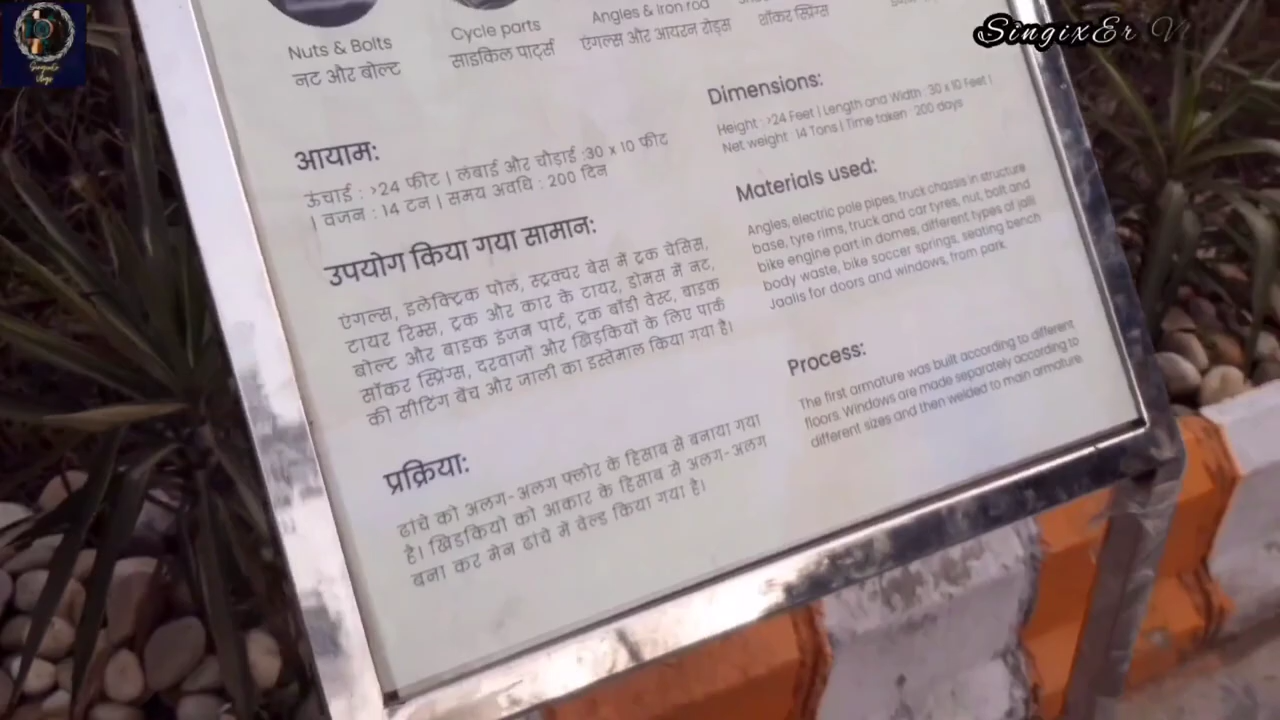 SingixEr
Nuts & Bolts
नट और बोल्ट
Cycle parts
साइकिल पार्ट्स
Angles & Iron rod
एंगल्स और आयरन रोड्स
शॉकर स्प्रिंग्स
आयाम:
ऊंचाई : >24 फीट | लंबाई और चौड़ाई :30 x 10 फीट
| वजन : 14 टन | समय अवधि : 200 दिन
उपयोग किया गया सामान:
एंगल्स, इलेक्ट्रिक पोल, स्ट्रक्चर बेस में ट्रक चेसिस,
टायर रिम्स, ट्रक और कार के टायर, डोमस में नट,
बोल्ट और बाइक इंजन पार्ट, ट्रक बॉडी वेस्ट, बाइक
सॉकर स्प्रिंग्स, दरवाजों और खिड़कियों के लिए पार्क
की सीटिंग बेंच और जाली का इस्तेमाल किया गया है।
प्रक्रिया:
ढांचे को अलग-अलग फ्लोर के हिसाब से बनाया गया
है। खिडकियों को आकार के हिसाब से अलग-अलग
बना कर मेन ढांचे में वेल्ड किया गया है।
Dimensions:
Height : >24 Feet | Length and Width : 30 x 10 Feet |
Net weight 14 Tons | Time taken : 200 days
Materials used:
Angles, electric pole pipes, truck chassis in structure
base, tyre rims, truck and car tyres, nut, bolt and
bike engine part in domes, different types of jalli
body waste, bike soccer springs, seating bench
Jaalis for doors and windows, from park.
Process:
The first armature was built according to different
floors. Windows are made separately according to
different sizes and then welded to main armature